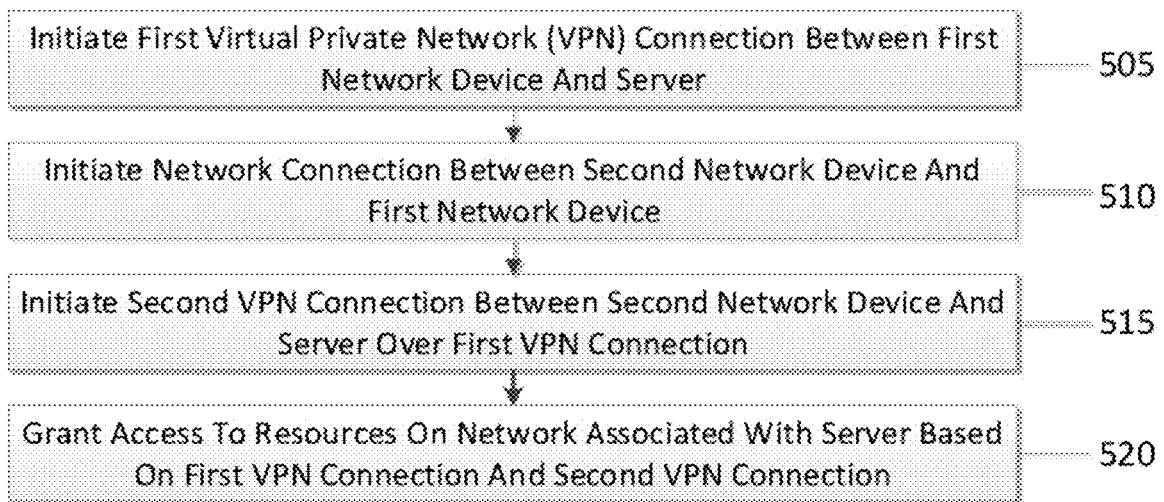 Initiate First Virtual Private Network (VPN) Connection Between First
Network Device And Server
505
Initiate Network Connection Between Second Network Device And
First Network Device
510
Initiate Second VPN Connection Between Second Network Device And
Server Over First VPN Connection
515
Grant Access To Resources On Network Associated With Server Based
On First VPN Connection And Second VPN Connection
520